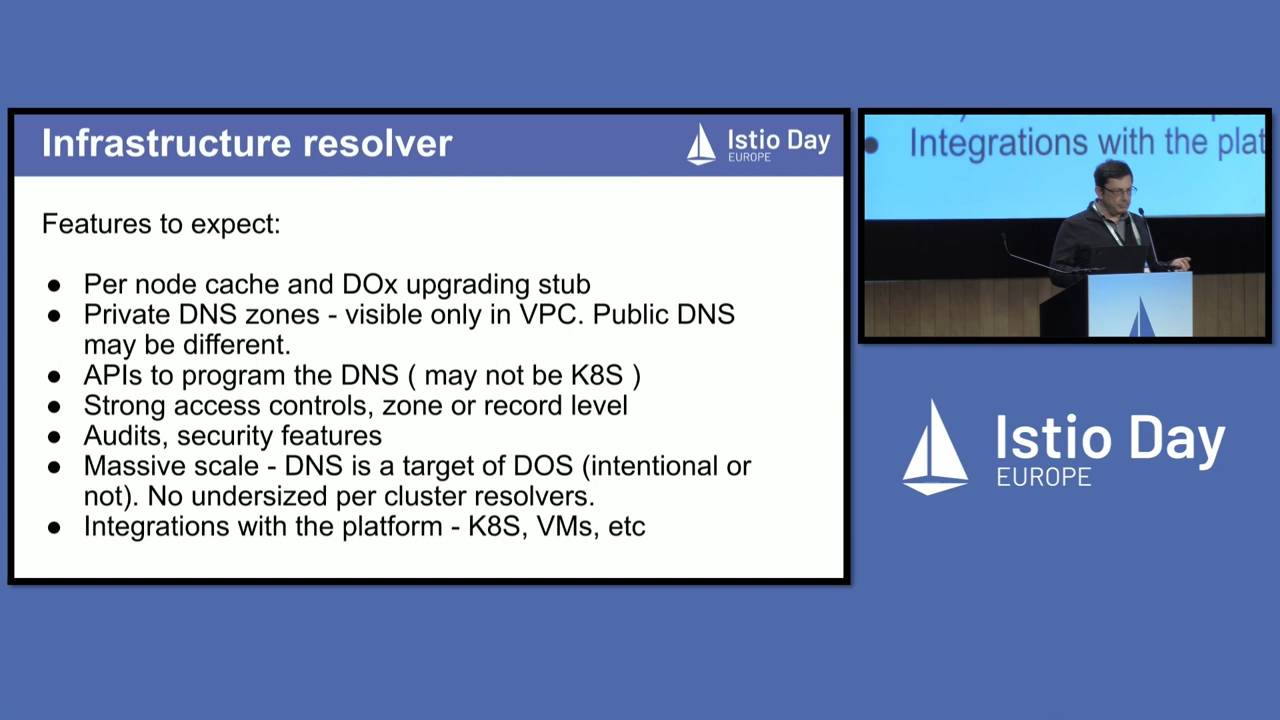 Infrastructure resolver
Istio Day
EUROPE
Features to expect:
● Per node cache and DOx upgrading stub
● Private DNS zones - visible only in VPC. Public DNS
may be different.
● APIs to program the DNS ( may not be K8S )
● Strong access controls, zone or record level
● Audits, security features
● Massive scale - DNS is a target of DOS (intentional or
not). No undersized per cluster resolvers.
● Integrations with the platform - K8S, VMs, etc
● Integrations with the plat
Istio Day
EUROPE